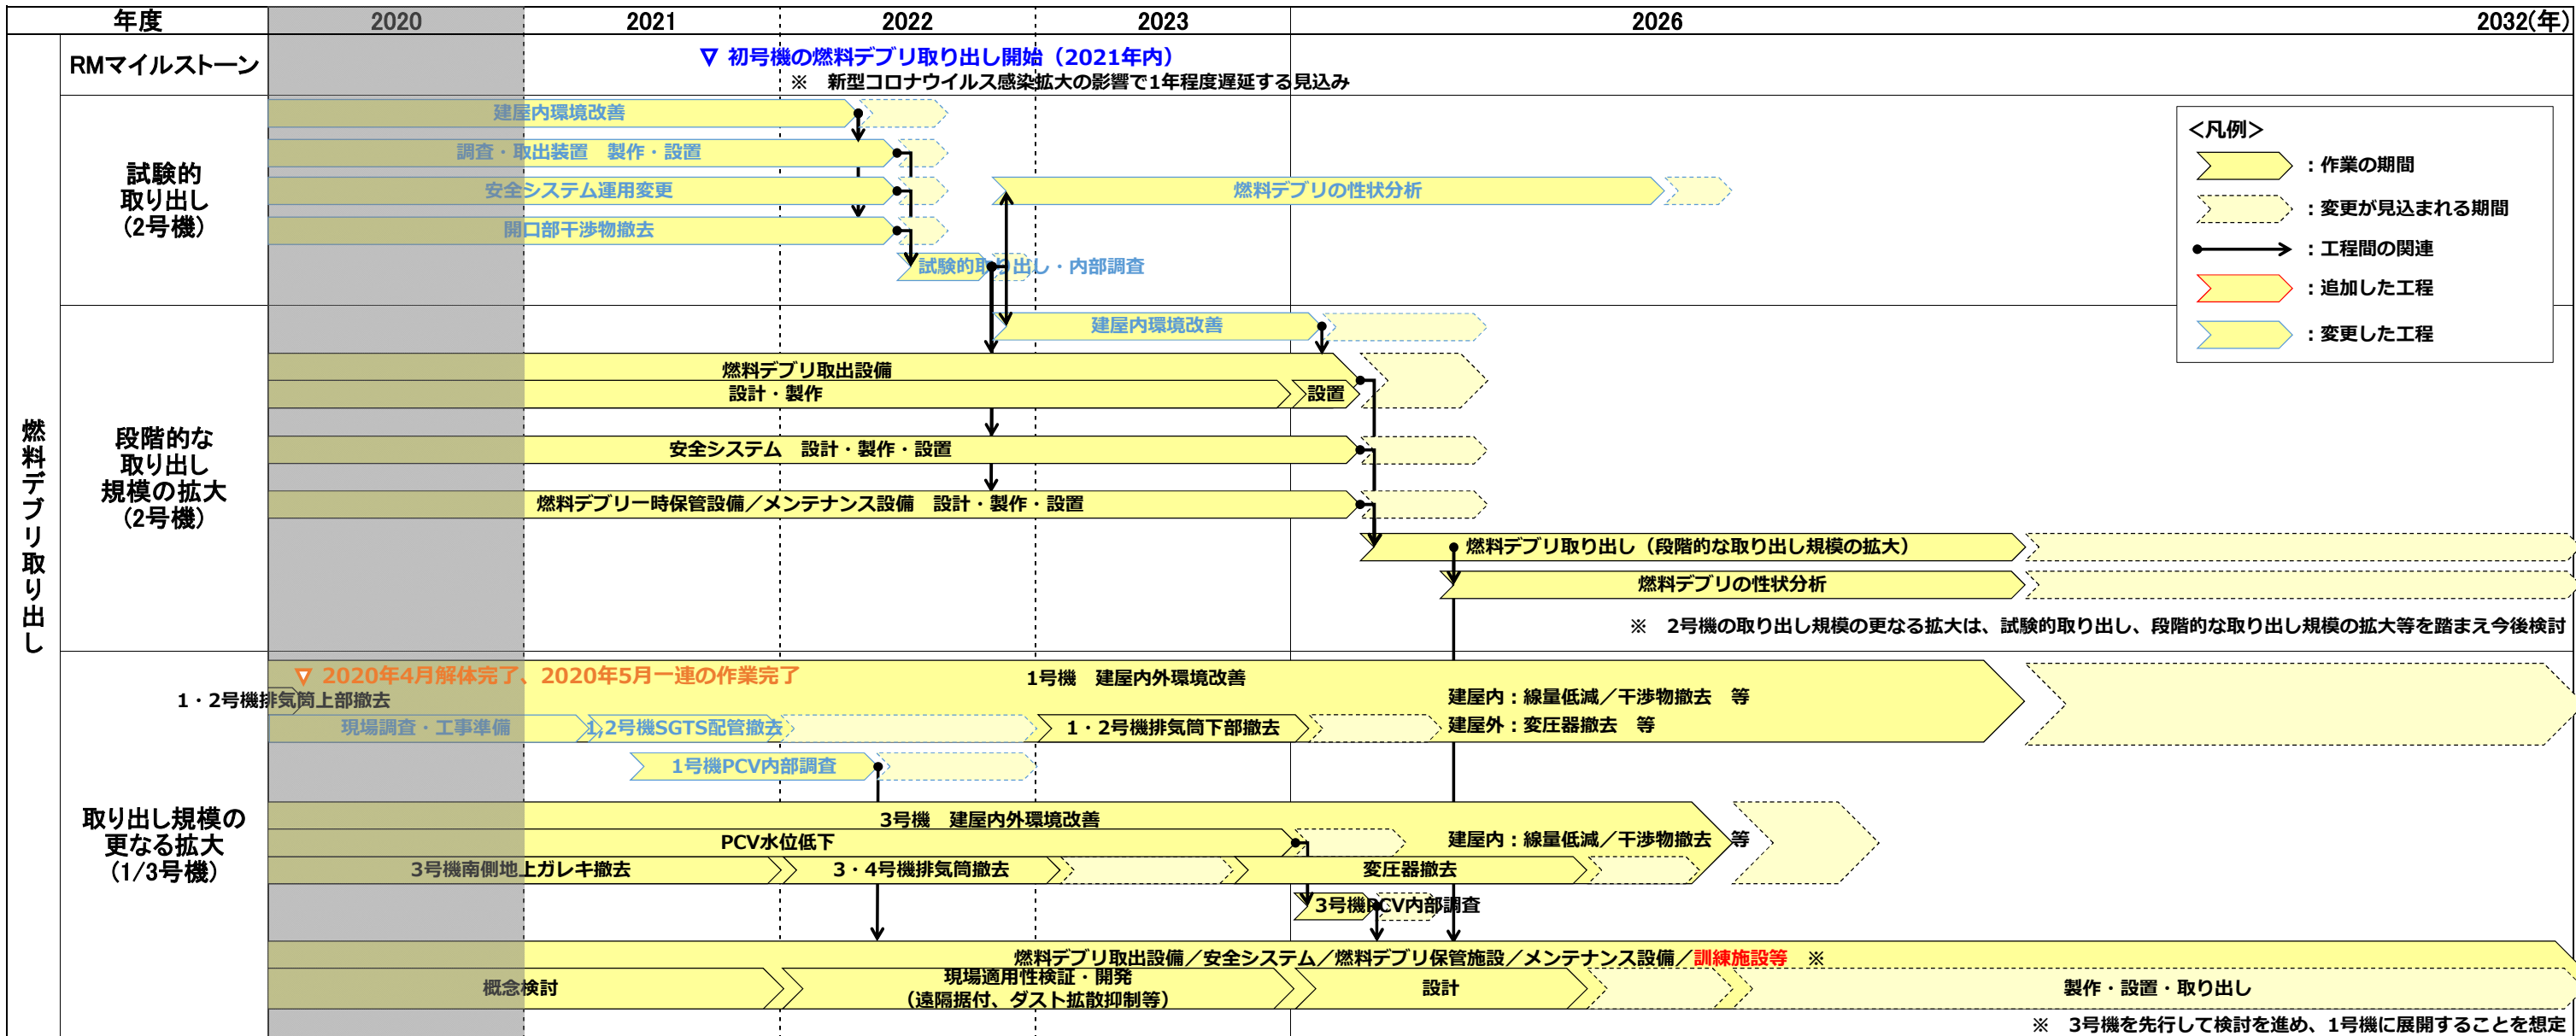 年度 2020 2021 2022 2023 2026 2032(年)
燃料デブリ取り出し
RMマイルストーン
▽ 初号機の燃料デブリ取り出し開始（2021年内）
※　新型コロナウイルス感染拡大の影響で1年程度遅延する見込み
試験的
取り出し
(2号機)
建屋内環境改善
調査・取出装置　製作・設置
安全システム運用変更
燃料デブリの性状分析
開口部干渉物撤去
試験的取り出し・内部調査
＜凡例＞
：作業の期間
：変更が見込まれる期間
：工程間の関連
：追加した工程
：変更した工程
段階的な
取り出し
規模の拡大
(2号機)
建屋内環境改善
燃料デブリ取出設備
設計・製作
設置
安全システム　設計・製作・設置
燃料デブリ一時保管設備／メンテナンス設備　設計・製作・設置
燃料デブリ取り出し（段階的な取り出し規模の拡大）
燃料デブリの性状分析
※　2号機の取り出し規模の更なる拡大は、試験的取り出し、段階的な取り出し規模の拡大等を踏まえ今後検討
取り出し規模の
更なる拡大
(1/3号機)
▽ 2020年4月解体完了、2020年5月一連の作業完了
1号機　建屋内外環境改善
1・2号機排気筒上部撤去
建屋内：線量低減／干渉物撤去　等
現場調査・工事準備
1,2号機SGTS配管撤去
1・2号機排気筒下部撤去
建屋外：変圧器撤去　等
1号機PCV内部調査
3号機　建屋内外環境改善
PCV水位低下
建屋内：線量低減／干渉物撤去　等
3号機南側地上ガレキ撤去
3・4号機排気筒撤去
変圧器撤去
3号機PCV内部調査
燃料デブリ取出設備／安全システム／燃料デブリ保管施設／メンテナンス設備／訓練施設等　※
概念検討
現場適用性検証・開発
（遠隔据付、ダスト拡散抑制等）
設計
製作・設置・取り出し
※　3号機を先行して検討を進め、1号機に展開することを想定